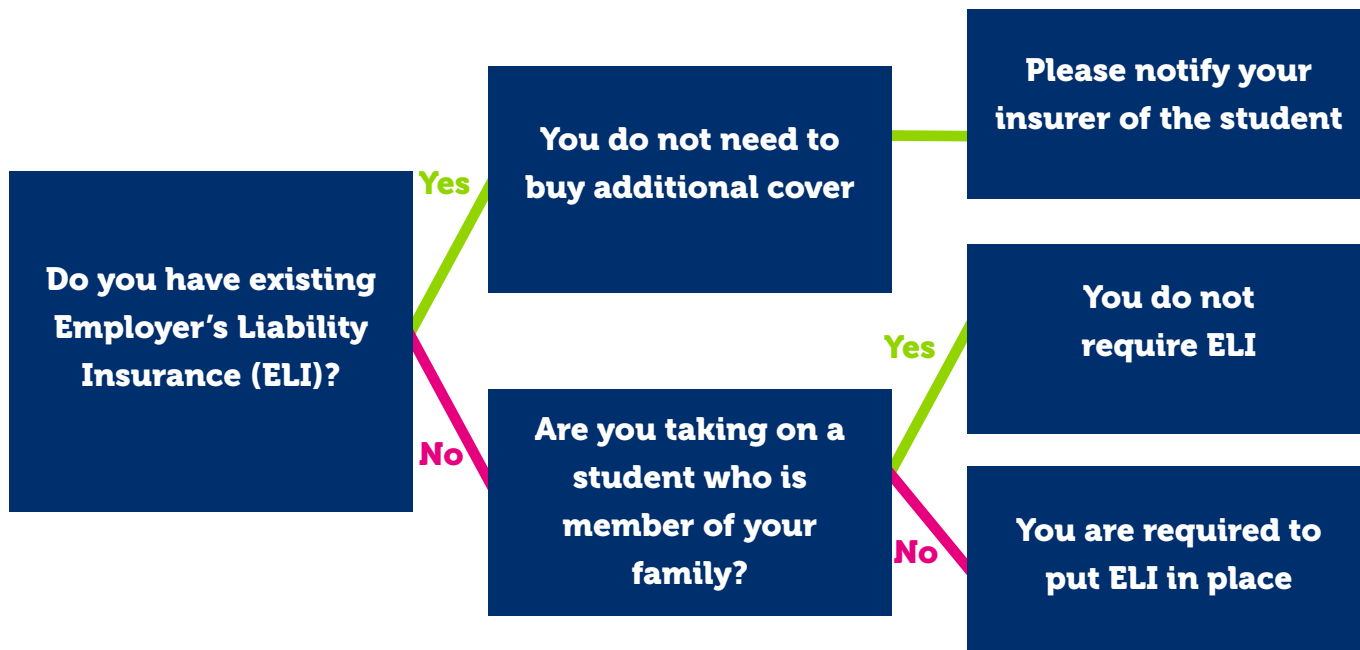 Do you have existing
Employer's Liability
Insurance (ELI)?
Yes
You do not need to
buy additional cover
Please notify your
insurer of the student
No
Are you taking on a
student who is
member of your
family?
Yes
You do not
require ELI
No
You are required to
put ELI in place